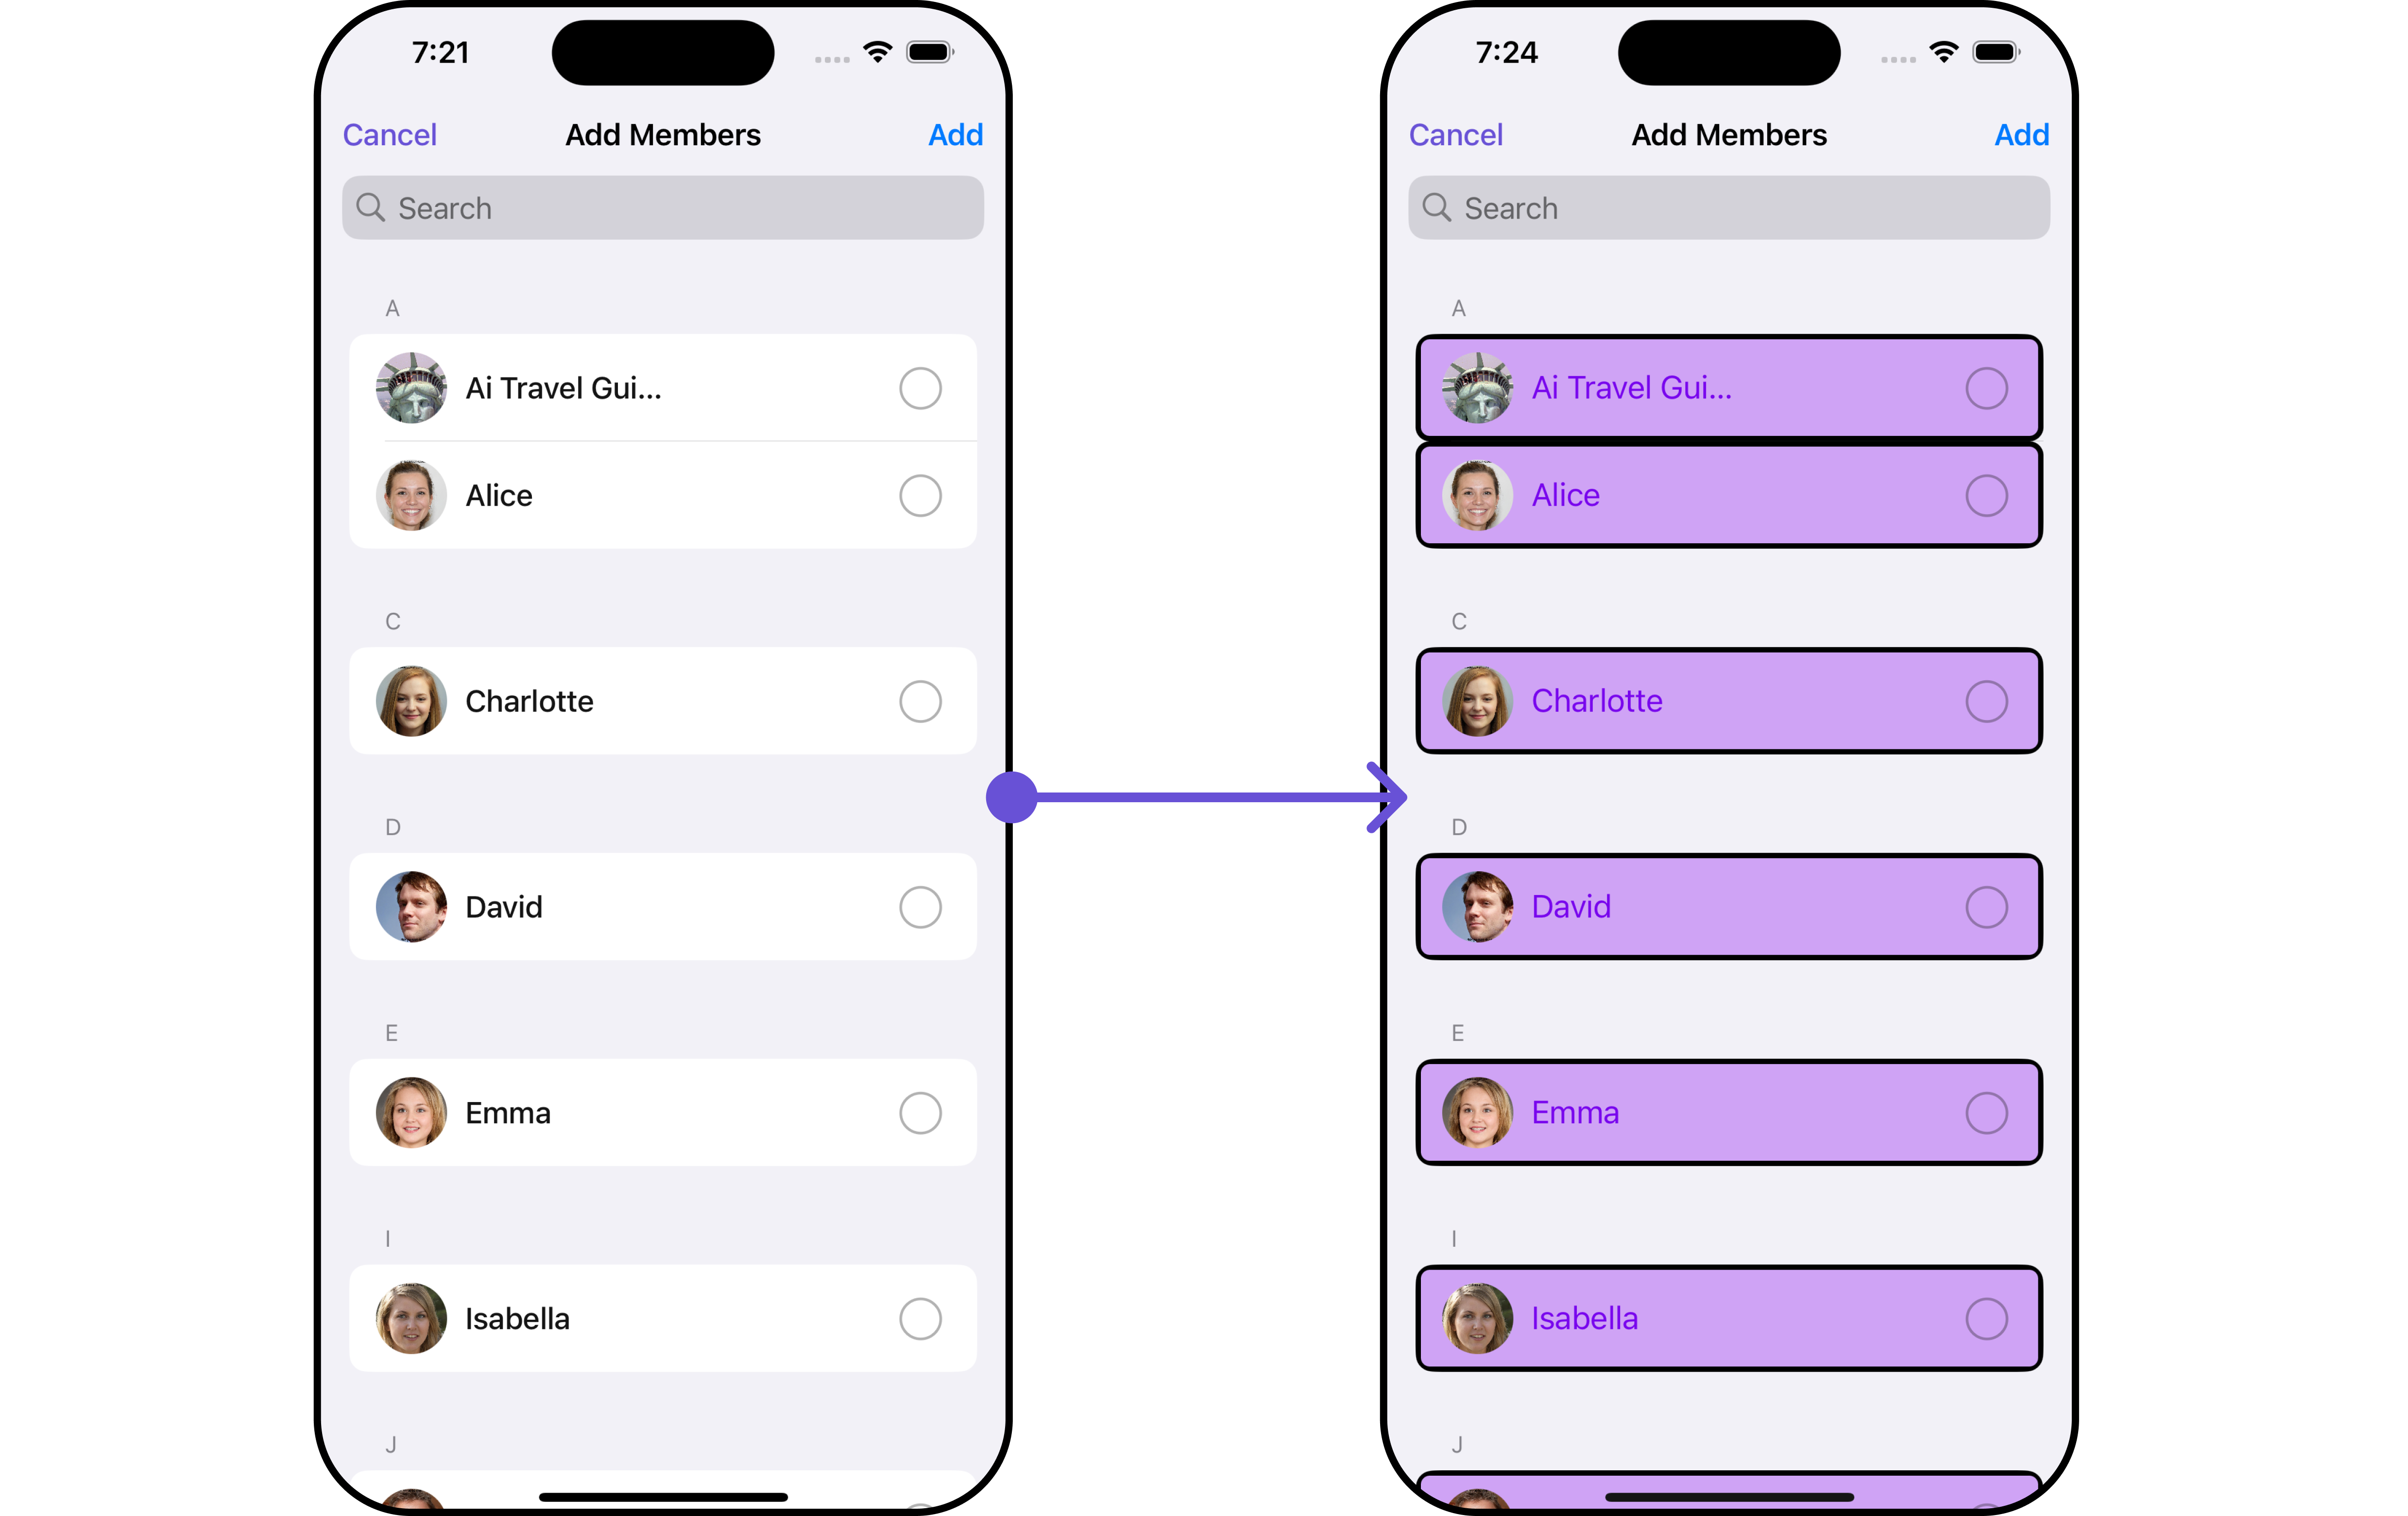 7:21
Cancel Add Members Add
Search
A
Ai Travel Gui...
Alice
C
Charlotte
D
David
E
Emma
I
Isabella
J
7:24
Cancel Add Members Add
Search
A
Ai Travel Gui...
Alice
C
Charlotte
D
David
E
Emma
I
Isabella
J